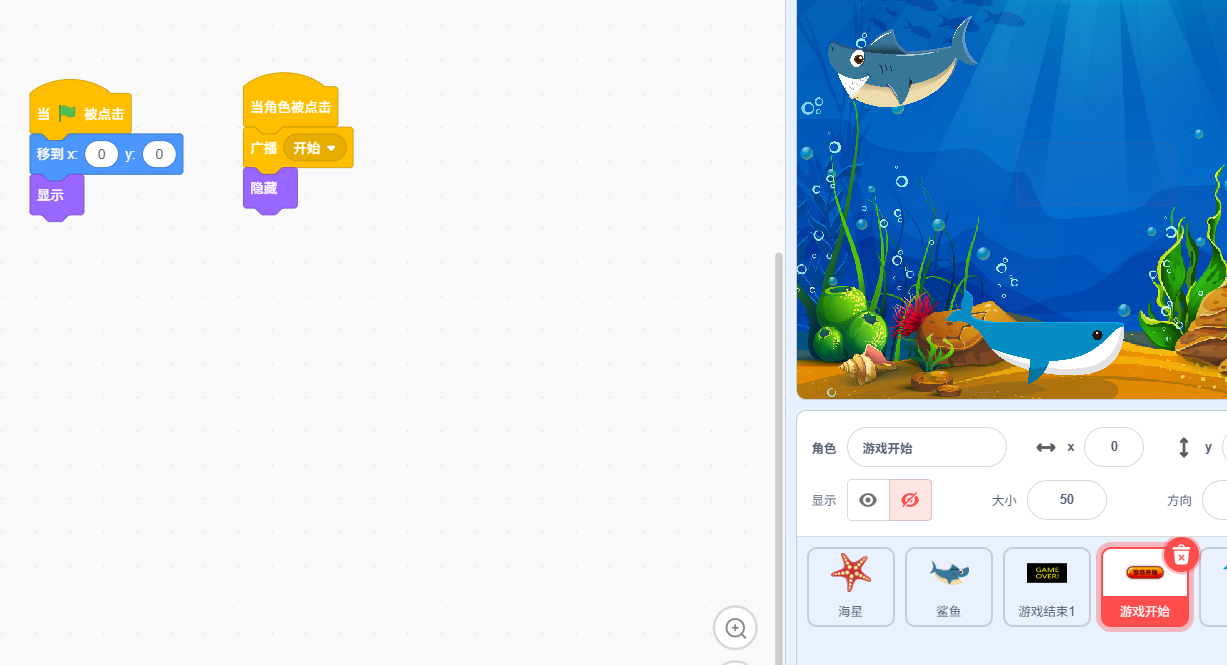 当 被点击
移到 x: 0 y: 0
显示
当角色被点击
广播 开始
隐藏
角色 游戏开始 x 0 y
显示 大小 50 方向
GAME
OVER!
游戏开始
海星 鲨鱼 游戏结束1 游戏开始